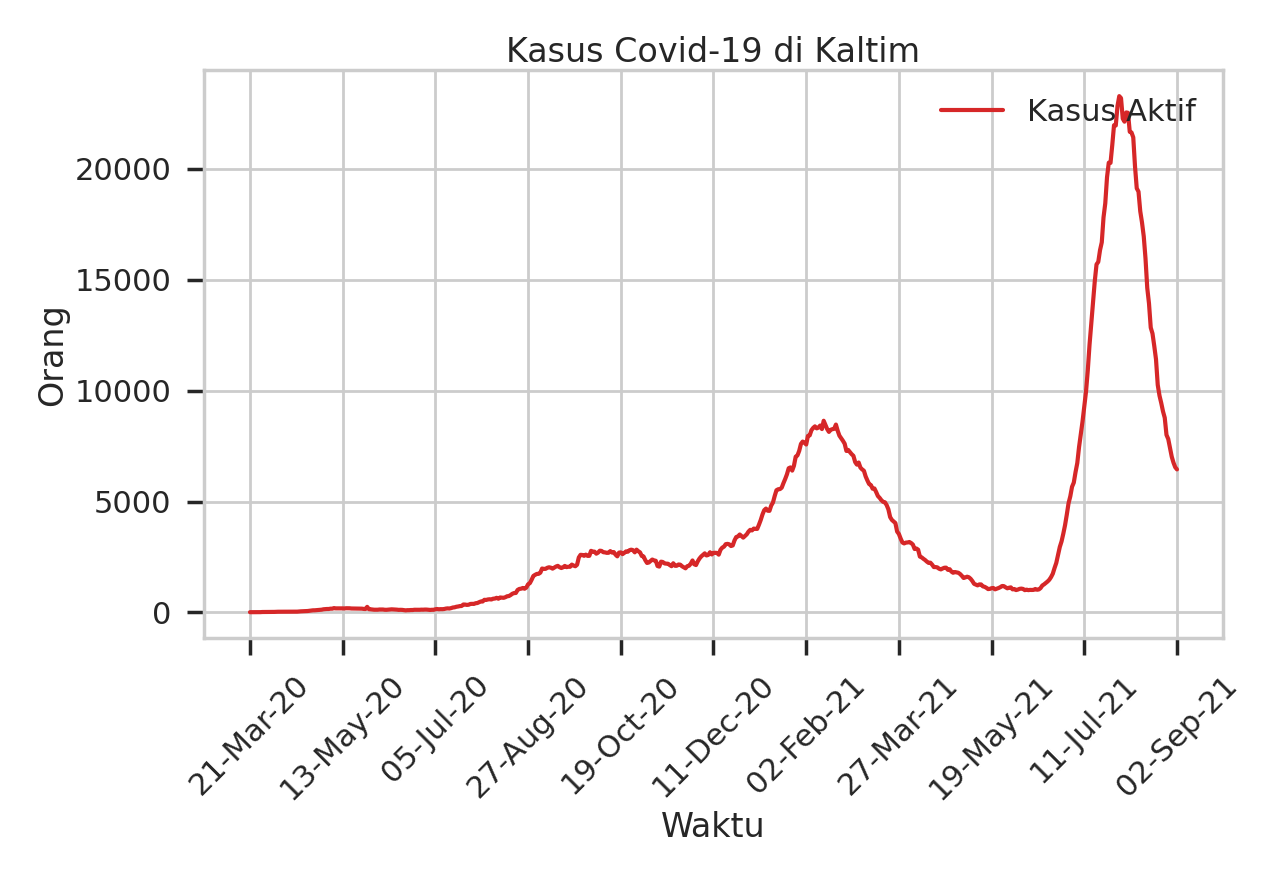 Kasus Covid-19 di Kaltim
Kasus Aktif
Orang
20000
15000
10000
5000
0
21-Mar-20
13-May-20
05-Jul-20
27-Aug-20
19-Oct-20
11-Dec-20
02-Feb-21
27-Mar-21
19-May-21
11-Jul-21
02-Sep-21
Waktu